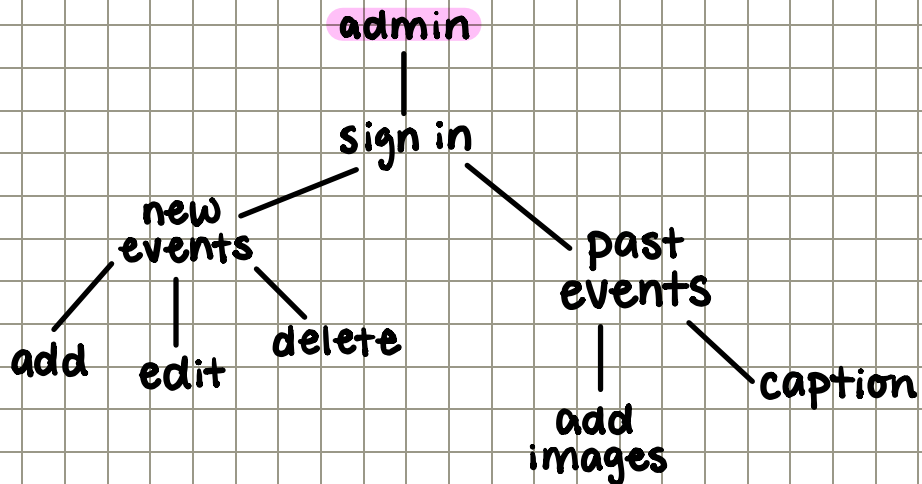 admin
sign in
new
events
past
events
add
edit
delete
add
images
caption